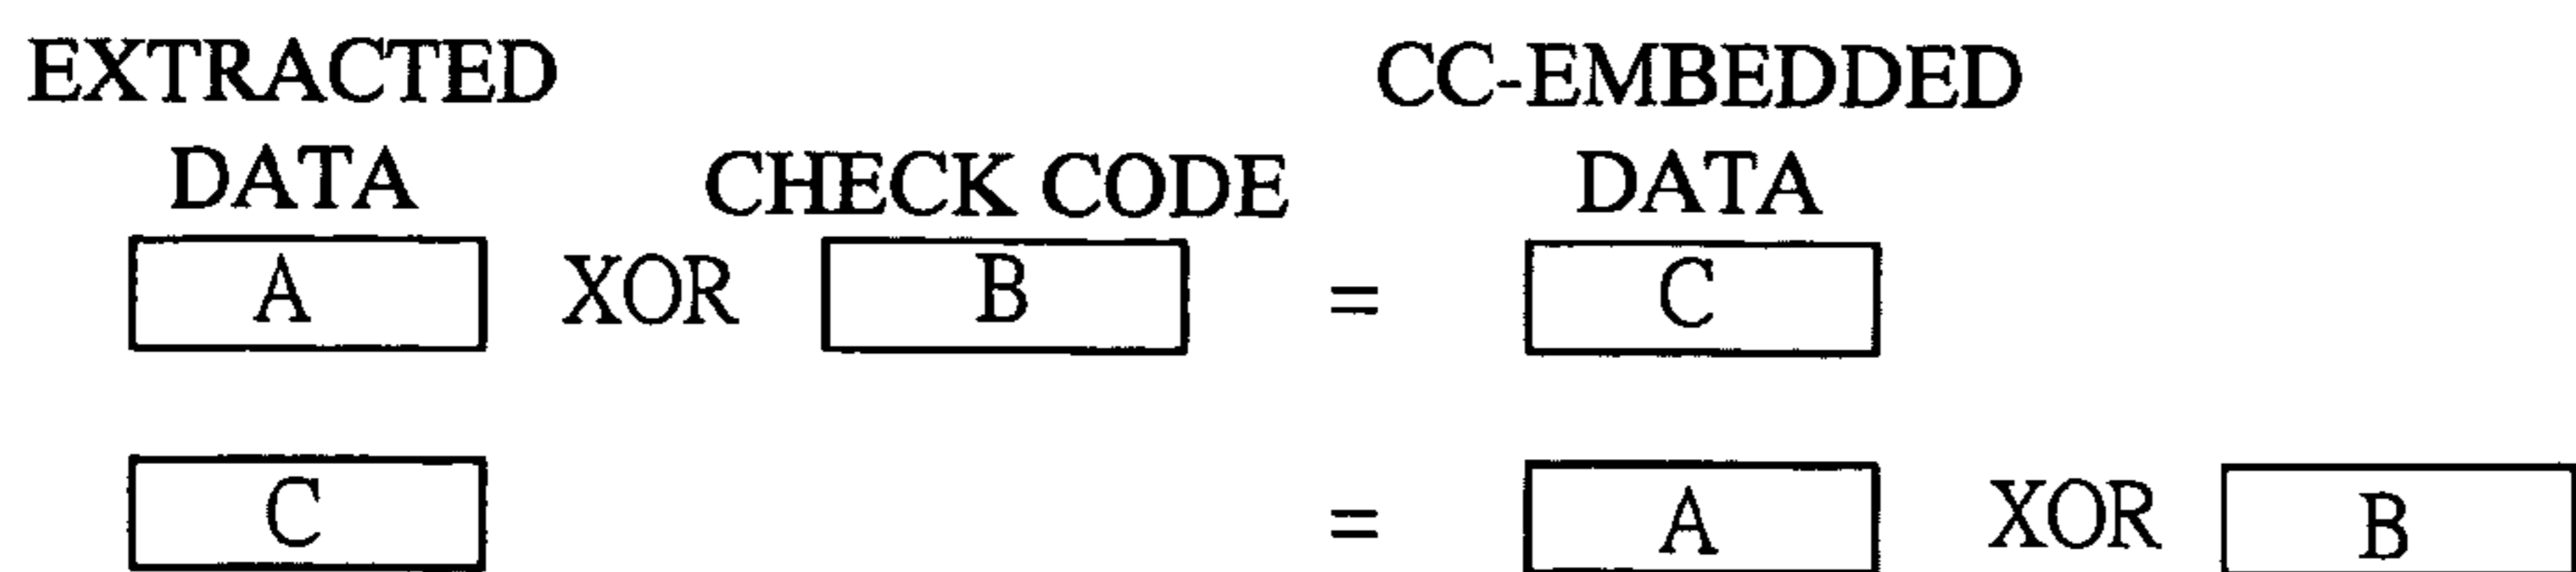 EXTRACTED DATA
CHECK CODE
CC-EMBEDDED DATA
A XOR B = C
C = A XOR B